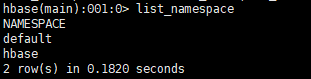 hbase(main):001:0> list_namespace
NAMESPACE
default
hbase
2 row(s) in 0.1820 seconds